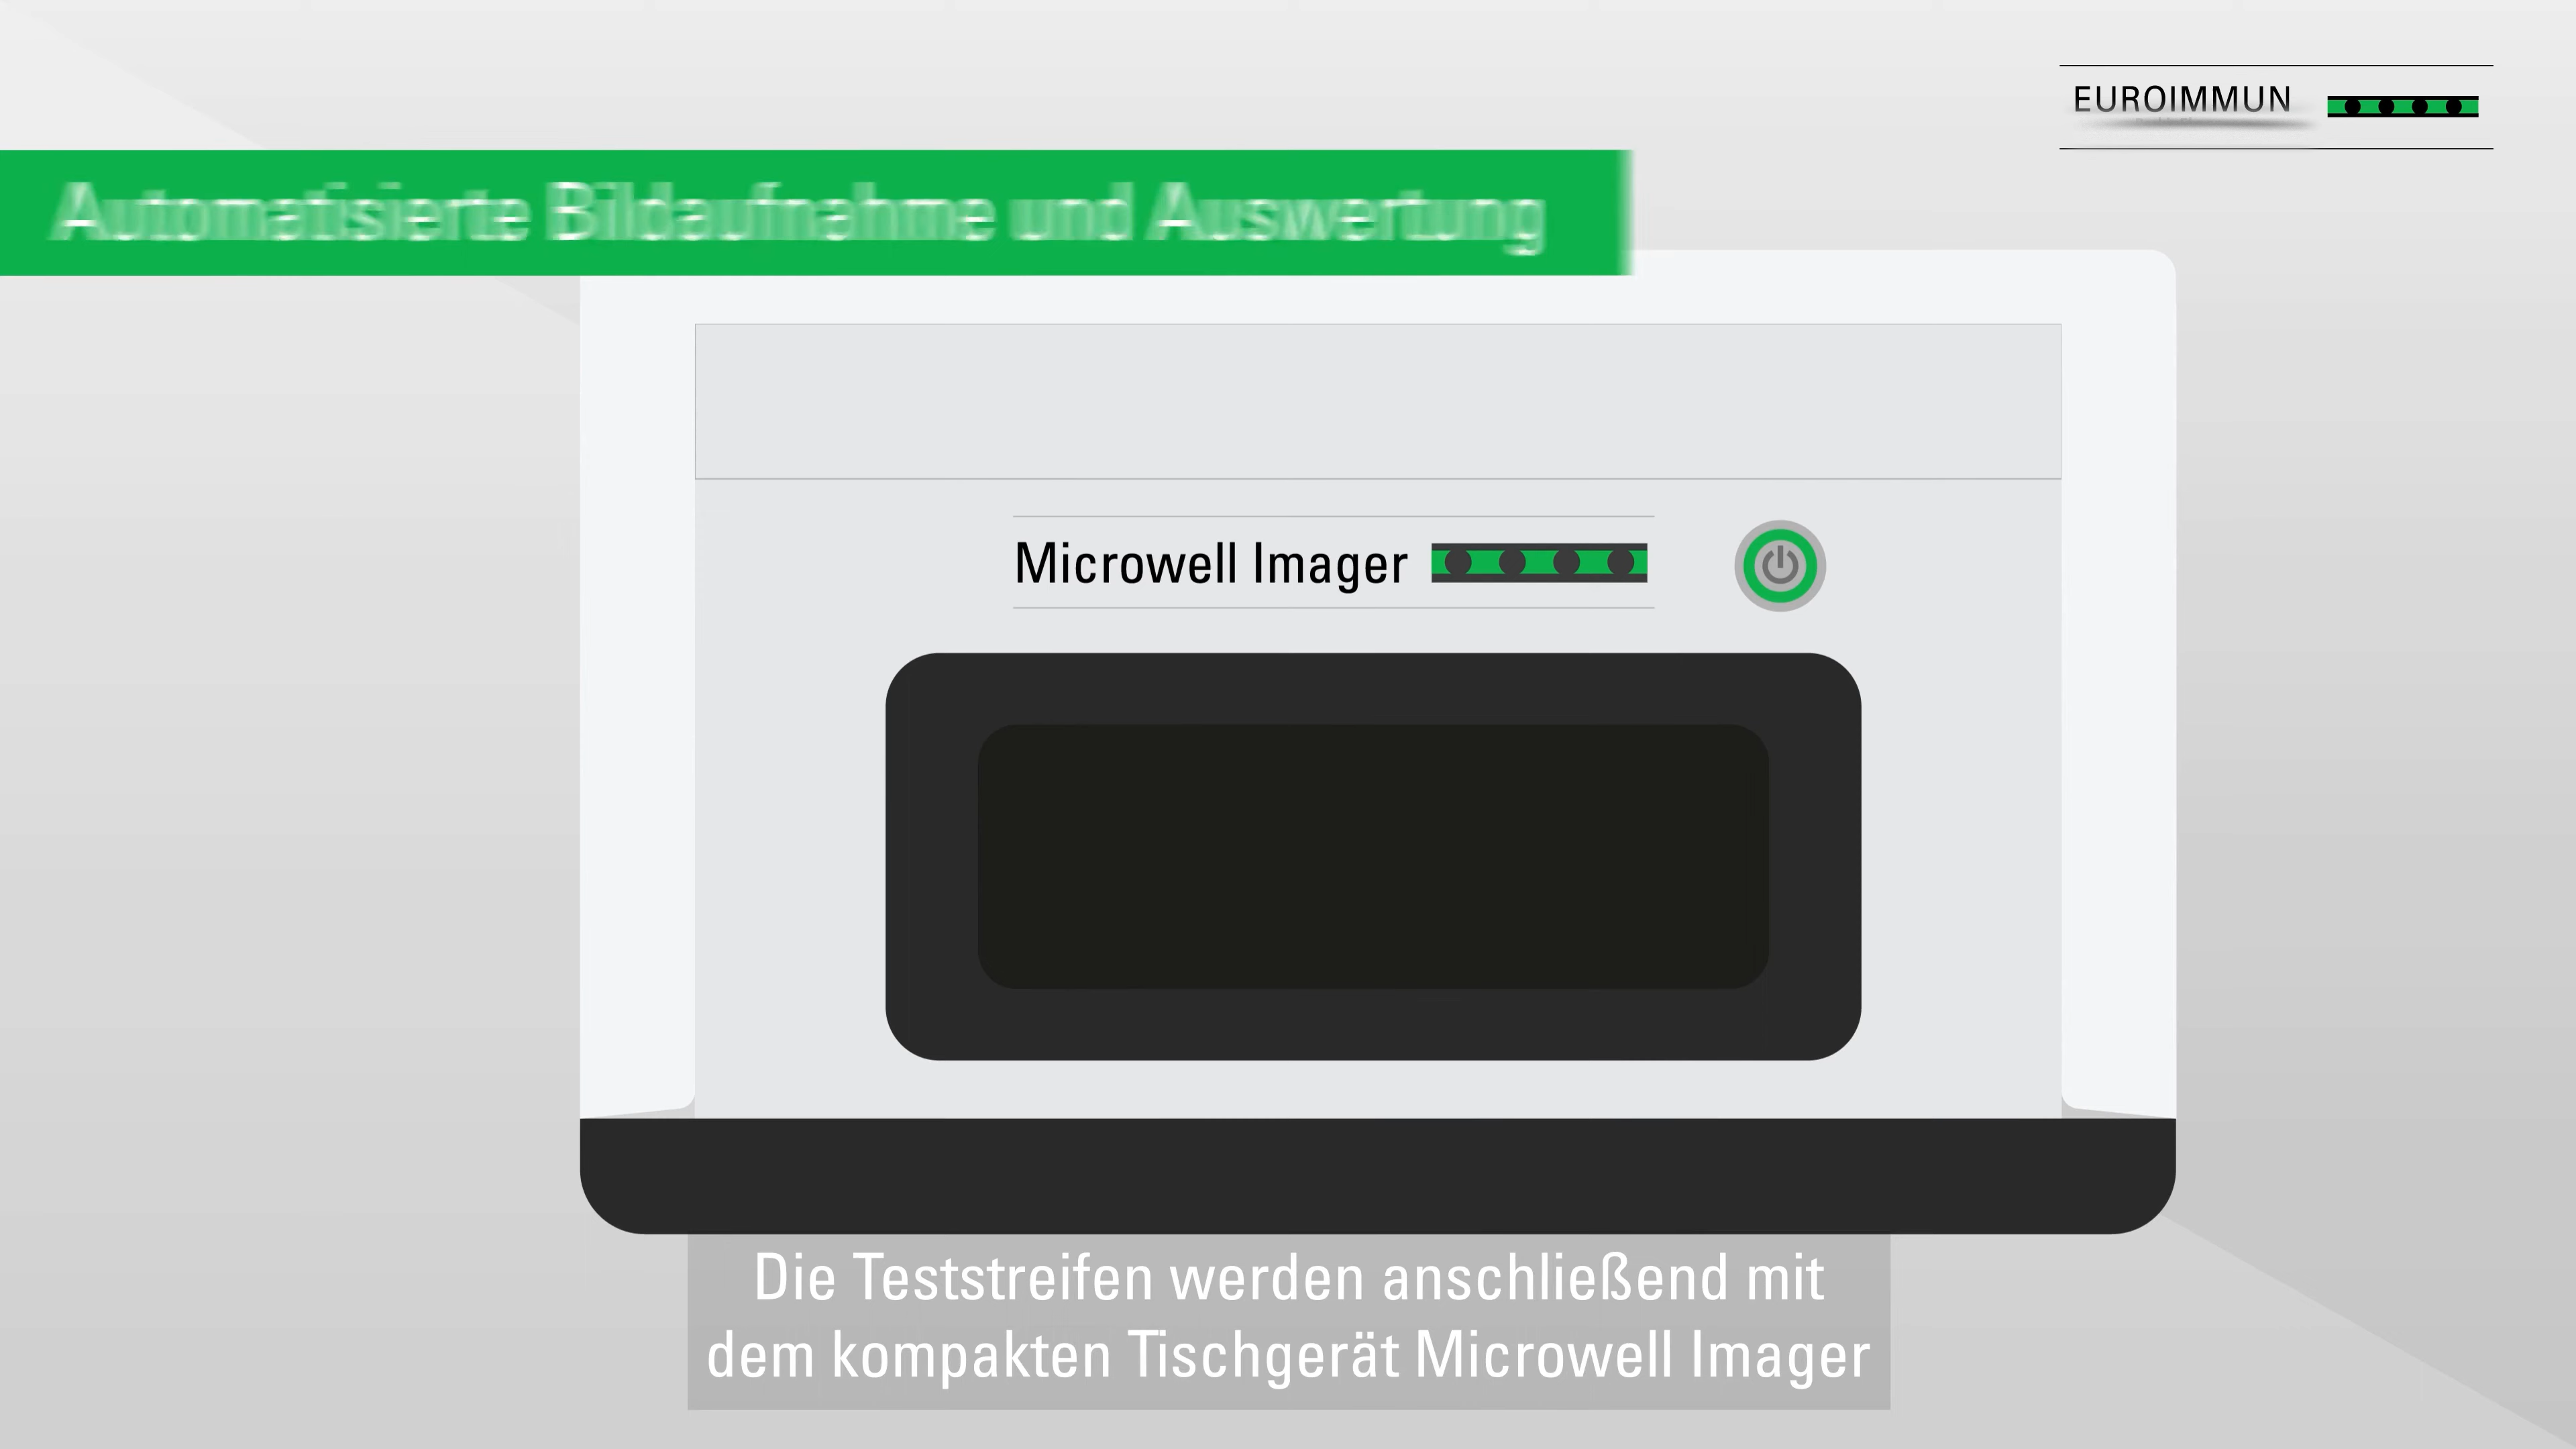 EUROIMMUN
Automatisierte Bildaufnahme und Auswertung
Microwell Imager
Die Teststreifen werden anschließend mit
dem kompakten Tischgerät Microwell Imager